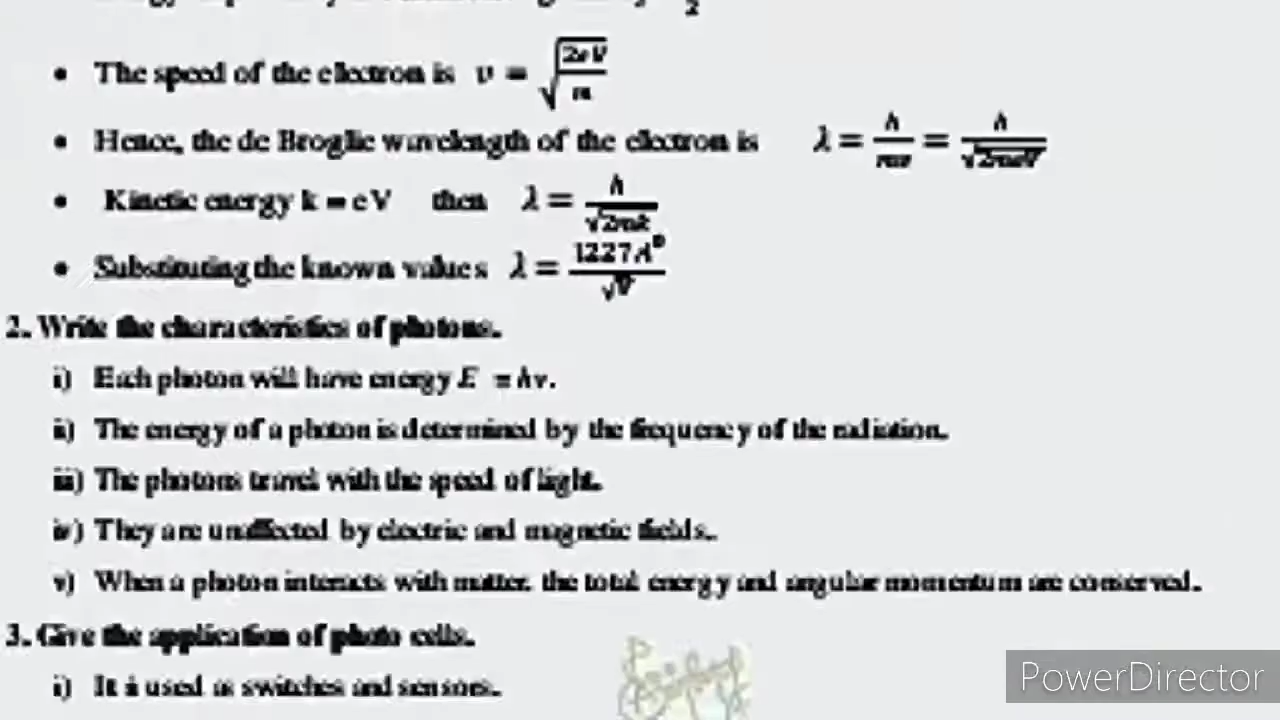 • The speed of the electron is v = √(2eV/m)
• Hence, the de Broglie wavelength of the electron is λ = h/mv = h/√2meV
• Kinetic energy k = eV then λ = h/√2mk
• Substituting the known values λ = 1227A⁰/√V
2. Write the characteristics of photons.
i) Each photon will have energy E = hν.
ii) The energy of a photon is determined by the frequency of the radiation.
iii) The photons travel with the speed of light.
iv) They are unaffected by electric and magnetic fields.
v) When a photon interacts with matter, the total energy and angular momentum are conserved.
3. Give the application of photo cells.
i) It is used as switches and sensors.
PowerDirector